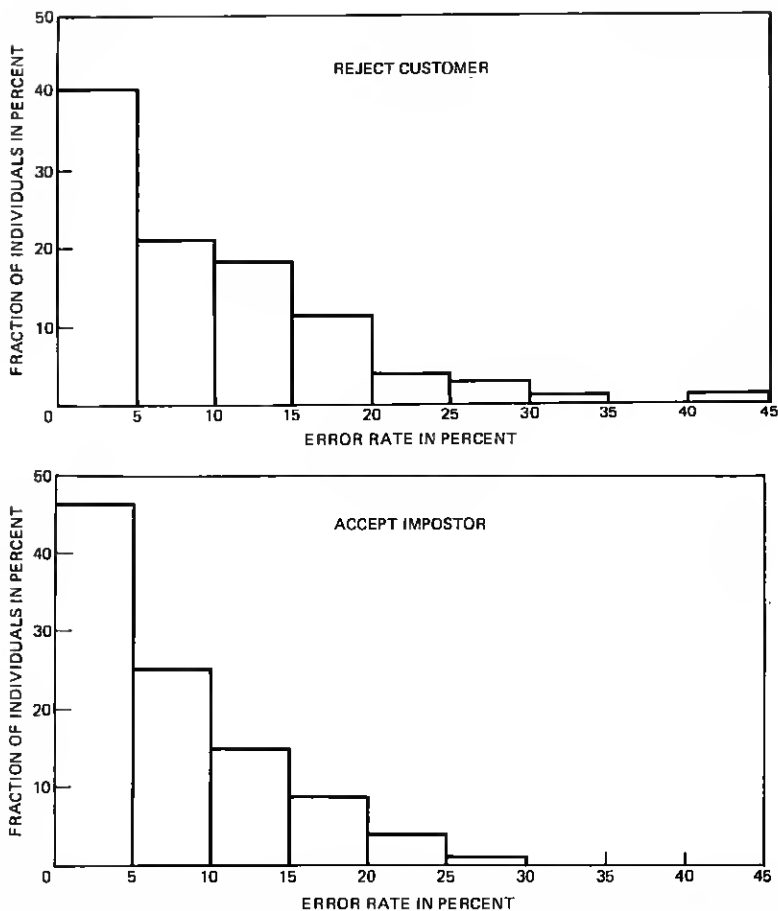 50
40
30
20
10
0
FRACTION OF INDIVIDUALS IN PERCENT
REJECT CUSTOMER
5 10 15 20 25 30 35 40 45
ERROR RATE IN PERCENT
50
40
30
20
10
0
FRACTION OF INDIVIDUALS IN PERCENT
ACCEPT IMPOSTOR
5 10 15 20 25 30 35 40 45
ERROR RATE IN PERCENT